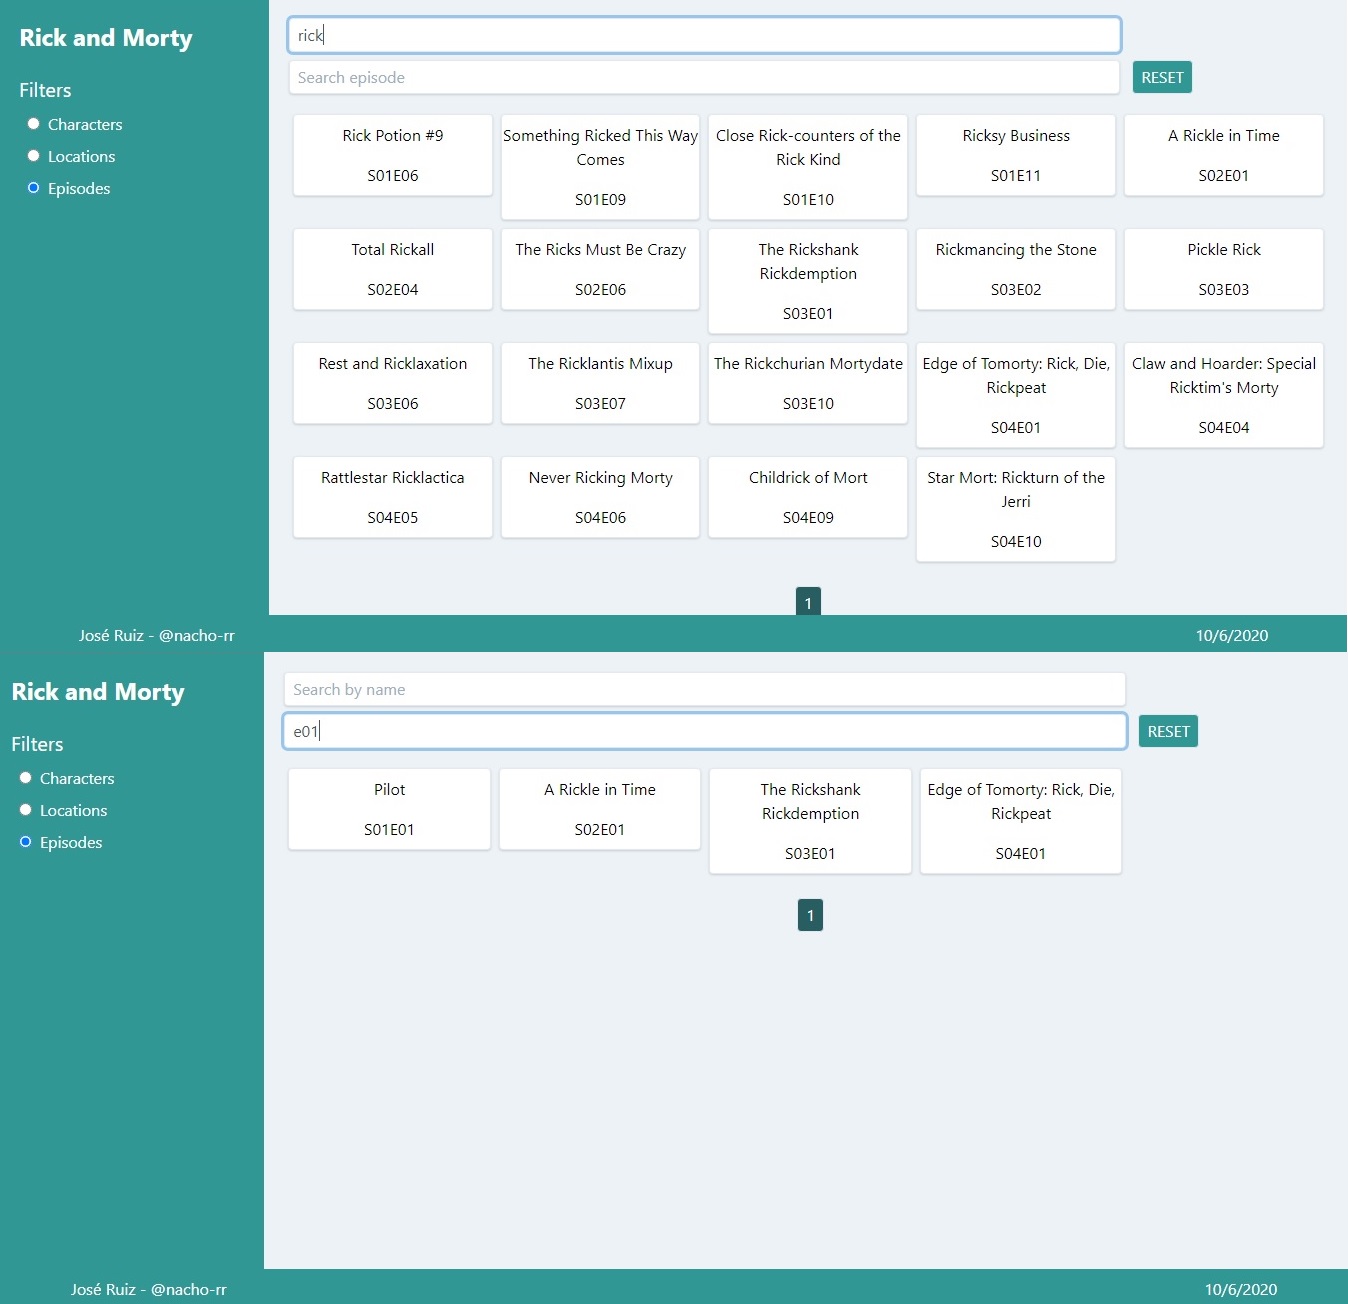 Rick and Morty
Filters
Characters
Locations
Episodes
rick
Search episode
RESET
Rick Potion #9
S01E06
Something Ricked This Way
Comes
S01E09
Close Rick-counters of the
Rick Kind
S01E10
Ricksy Business
S01E11
A Rickle in Time
S02E01
Total Rickall
S02E04
The Ricks Must Be Crazy
S02E06
The Rickshank
Rickdemption
S03E01
Rickmancing the Stone
S03E02
Pickle Rick
S03E03
Rest and Ricklaxation
S03E06
The Ricklantis Mixup
S03E07
The Rickchurian Mortydate
S03E10
Edge of Tomorty: Rick, Die,
Rickpeat
S04E01
Claw and Hoarder: Special
Ricktim's Morty
S04E04
Rattlestar Ricklactica
S04E05
Never Ricking Morty
S04E06
Childrick of Mort
S04E09
Star Mort: Rickturn of the
Jerri
S04E10
1
José Ruiz - @nacho-rr
10/6/2020
Rick and Morty
Filters
Characters
Locations
Episodes
Search by name
e01
RESET
Pilot
S01E01
A Rickle in Time
S02E01
The Rickshank
Rickdemption
S03E01
Edge of Tomorty: Rick, Die,
Rickpeat
S04E01
1
José Ruiz - @nacho-rr
10/6/2020